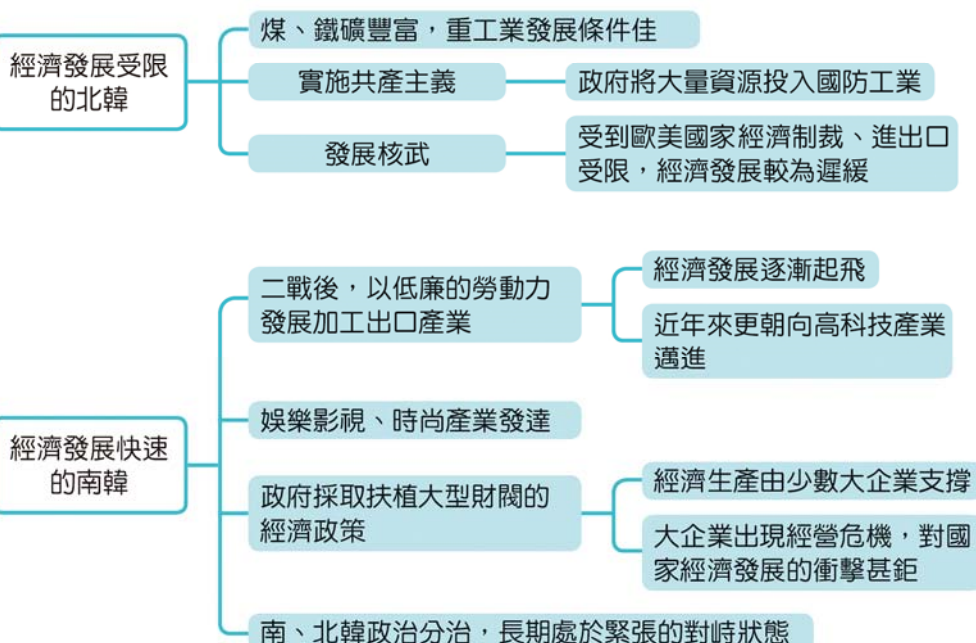 經濟發展受限
的北韓
煤、鐵礦豐富，重工業發展條件佳
實施共產主義
政府將大量資源投入國防工業
發展核武
受到歐美國家經濟制裁、進出口
受限，經濟發展較為遲緩
經濟發展快速
的南韓
二戰後，以低廉的勞動力
發展加工出口產業
經濟發展逐漸起飛
近年來更朝向高科技產業
邁進
娛樂影視、時尚產業發達
政府採取扶植大型財閥的
經濟政策
經濟生產由少數大企業支撐
大企業出現經營危機，對國
家經濟發展的衝擊甚鉅
南、北韓政治分治，長期處於緊張的對峙狀態